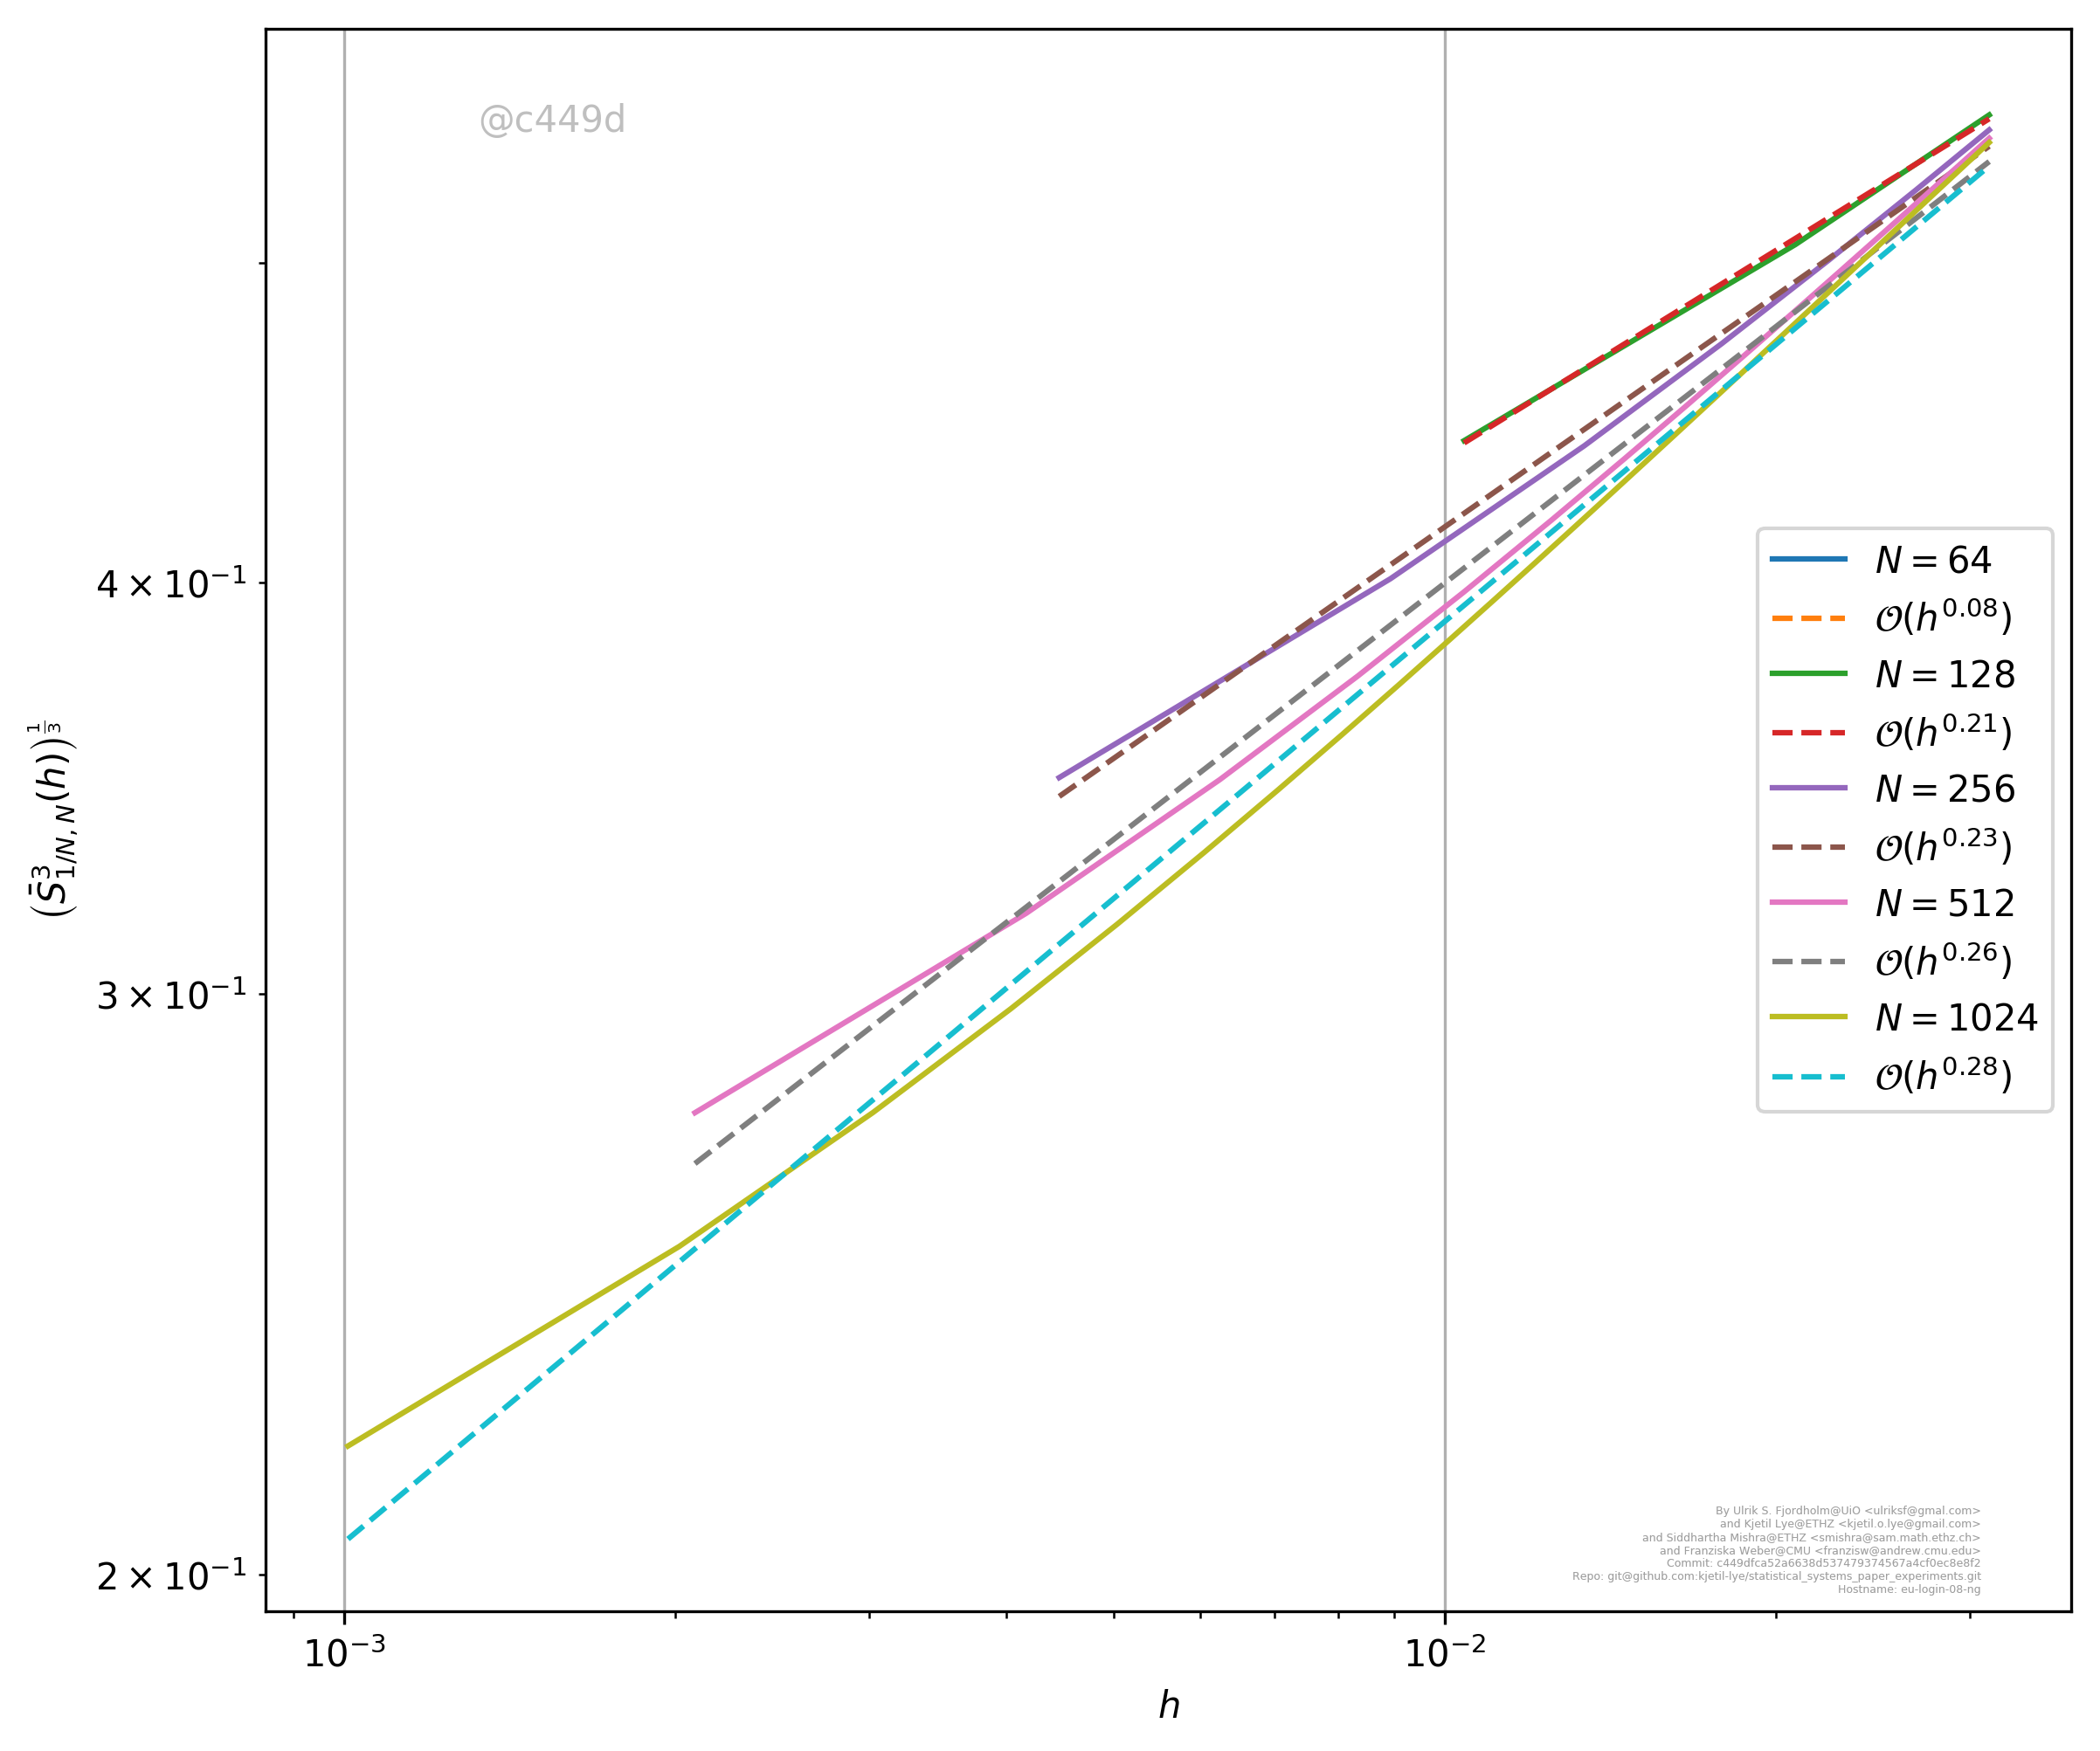 @c449d
4 × 10⁻¹
3 × 10⁻¹
2 × 10⁻¹
(S̄³₁/N, N(h))^(1/3)
N = 64
𝒪(h^0.08)
N = 128
𝒪(h^0.21)
N = 256
𝒪(h^0.23)
N = 512
𝒪(h^0.26)
N = 1024
𝒪(h^0.28)
By Ulrik S. Fjordholm@UiO <ulriksf@gmal.com>
and Kjetil Lye@ETHZ <kjetil.o.lye@gmail.com>
and Siddhartha Mishra@ETHZ <smishra@sam.math.ethz.ch>
and Franziska Weber@CMU <franzisw@andrew.cmu.edu>
Commit: c449dfca52a6638d537479374567a4cf0ec8e8f2
Repo: git@github.com:kjetil-lye/statistical_systems_paper_experiments.git
Hostname: eu-login-08-ng
10⁻³
10⁻²
h